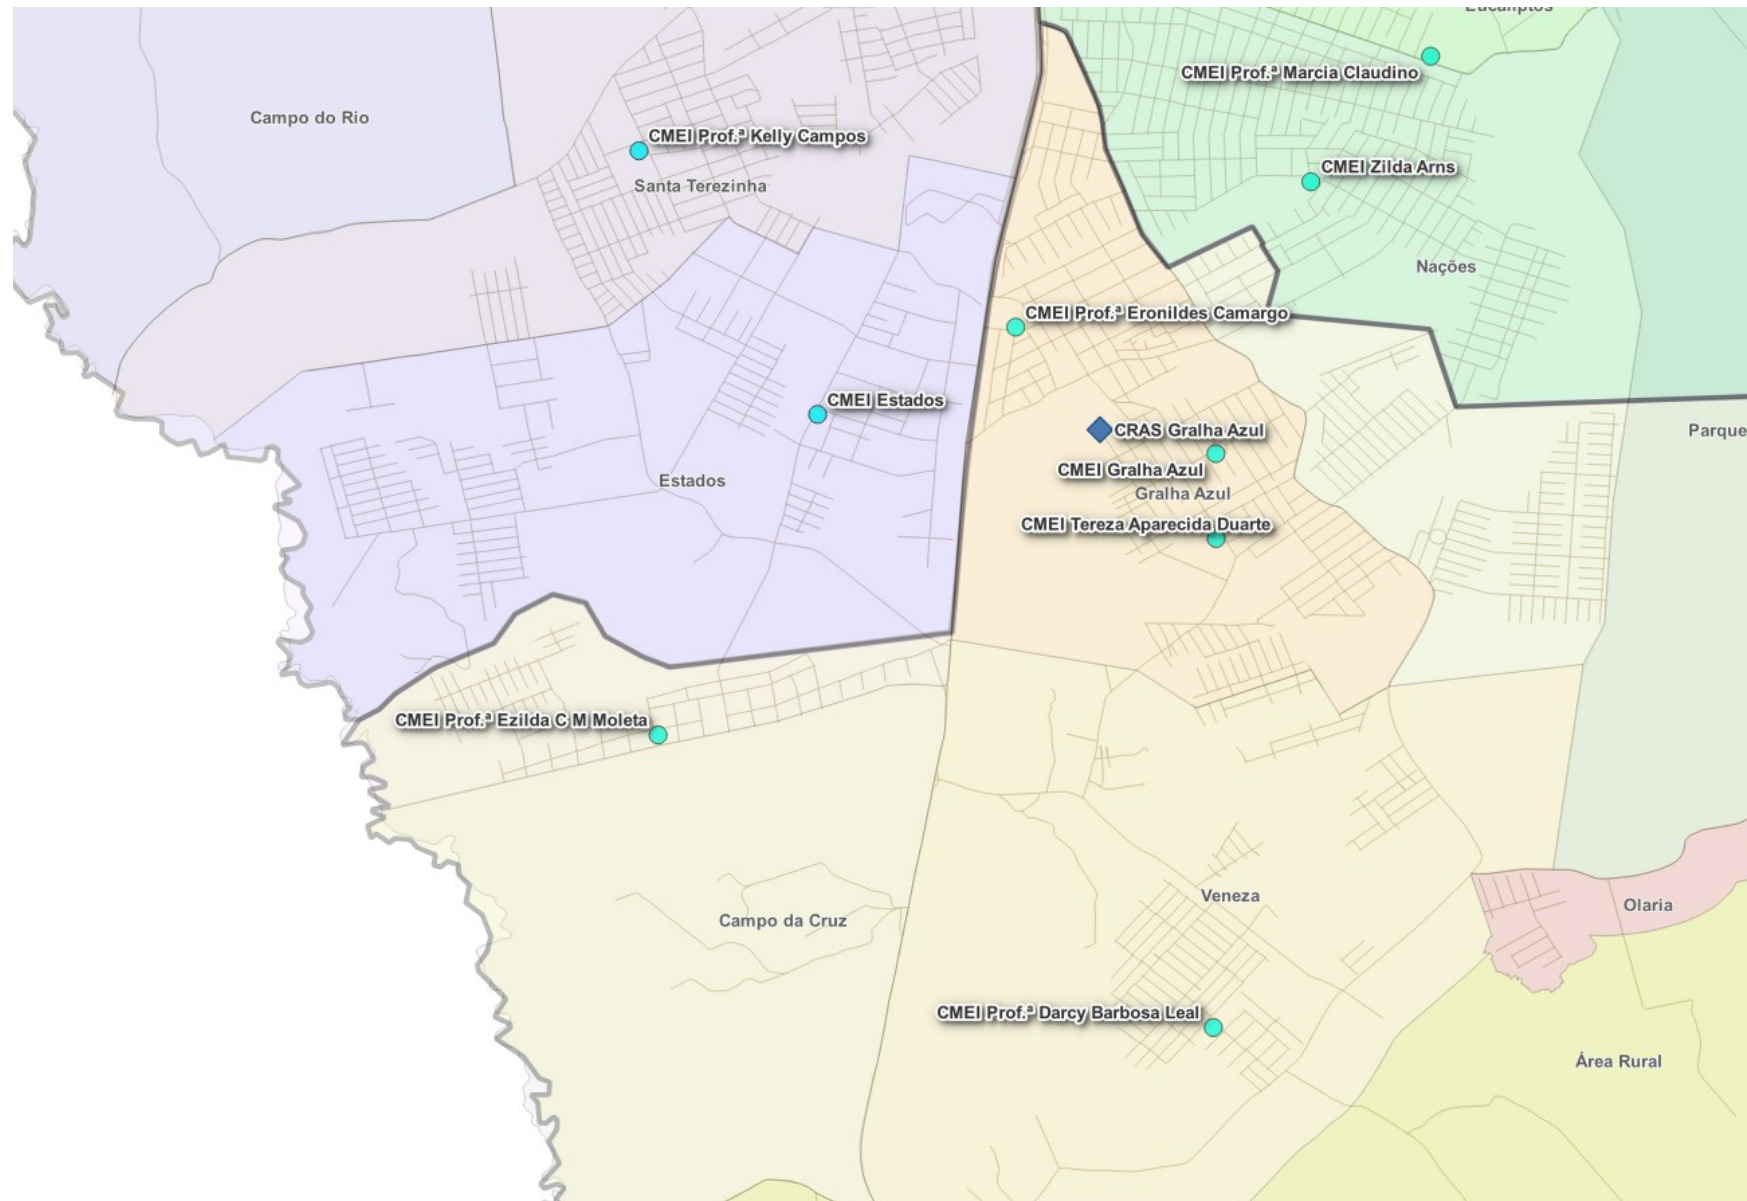 Eucaliptos
CMEI Prof.ª Marcia Claudino
Campo do Rio
CMEI Prof.ª Kelly Campos
CMEI Zilda Arns
Santa Terezinha
Nações
CMEI Prof.ª Eronildes Camargo
CMEI Estados
CRAS Gralha Azul
Parque
CMEI Gralha Azul
Estados
Gralha Azul
CMEI Tereza Aparecida Duarte
CMEI Prof.ª Ezilda C M Moleta
Veneza
Olaria
Campo da Cruz
CMEI Prof.ª Darcy Barbosa Leal
Área Rural